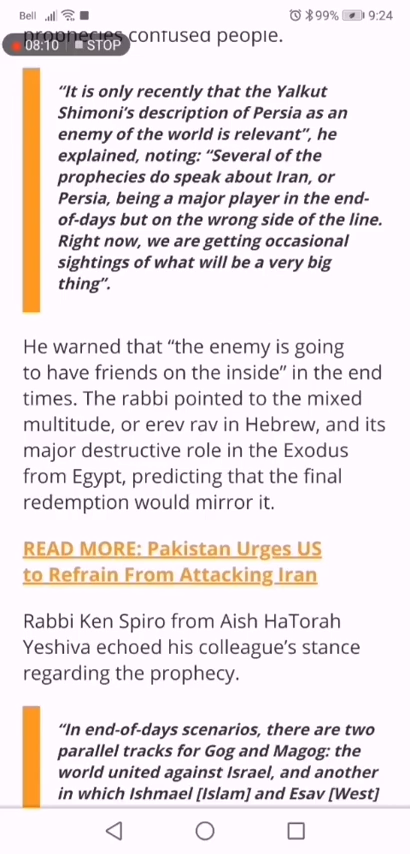 Bell 99% 9:24
prophecies confused people.
08:10 STOP
“It is only recently that the Yalkut
Shimoni’s description of Persia as an
enemy of the world is relevant”, he
explained, noting: “Several of the
prophecies do speak about Iran, or
Persia, being a major player in the end-
of-days but on the wrong side of the line.
Right now, we are getting occasional
sightings of what will be a very big
thing”.
He warned that “the enemy is going
to have friends on the inside” in the end
times. The rabbi pointed to the mixed
multitude, or erev rav in Hebrew, and its
major destructive role in the Exodus
from Egypt, predicting that the final
redemption would mirror it.
READ MORE: Pakistan Urges US
to Refrain From Attacking Iran
Rabbi Ken Spiro from Aish HaTorah
Yeshiva echoed his colleague’s stance
regarding the prophecy.
“In end-of-days scenarios, there are two
parallel tracks for Gog and Magog: the
world united against Israel, and another
in which Ishmael [Islam] and Esav [West]